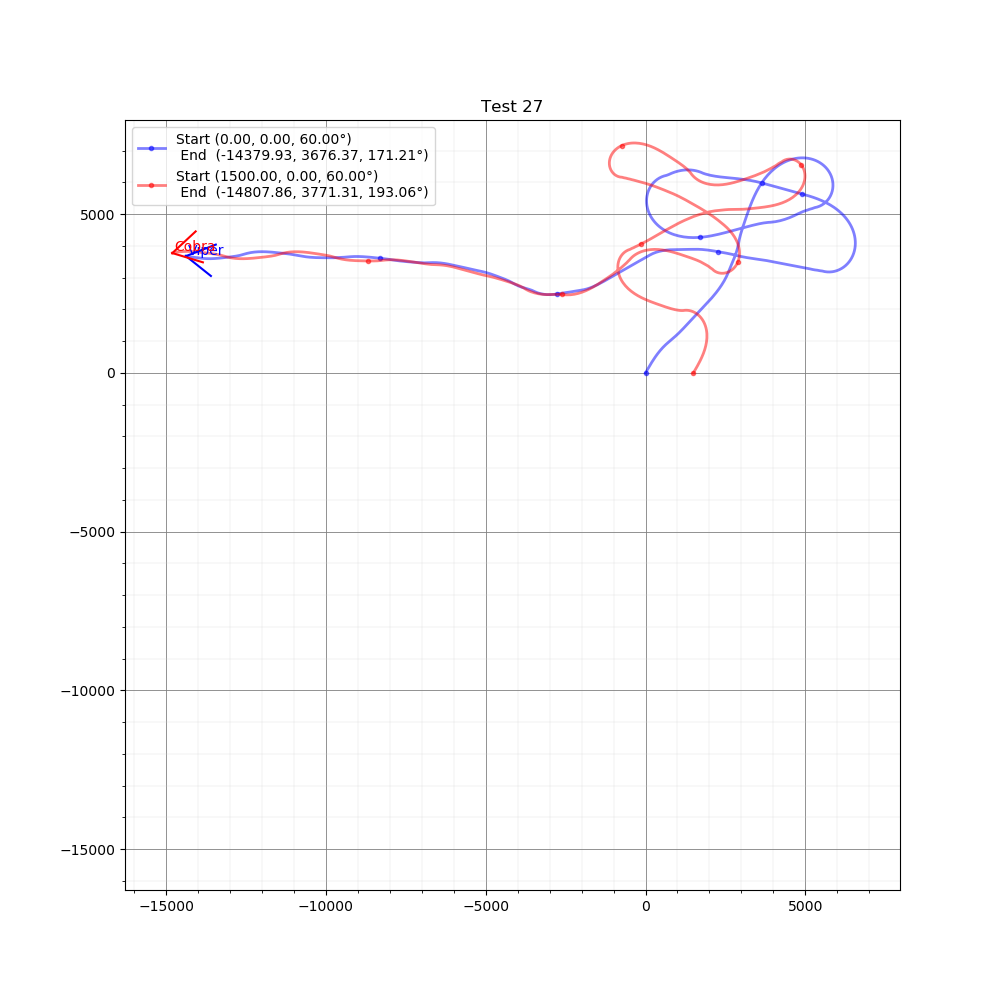 Test 27
Start (0.00, 0.00, 60.00°)
End (-14379.93, 3676.37, 171.21°)
Start (1500.00, 0.00, 60.00°)
End (-14807.86, 3771.31, 193.06°)
Cobra
Viper
5000
0
−5000
−10000
−15000
−15000 −10000 −5000 0 5000